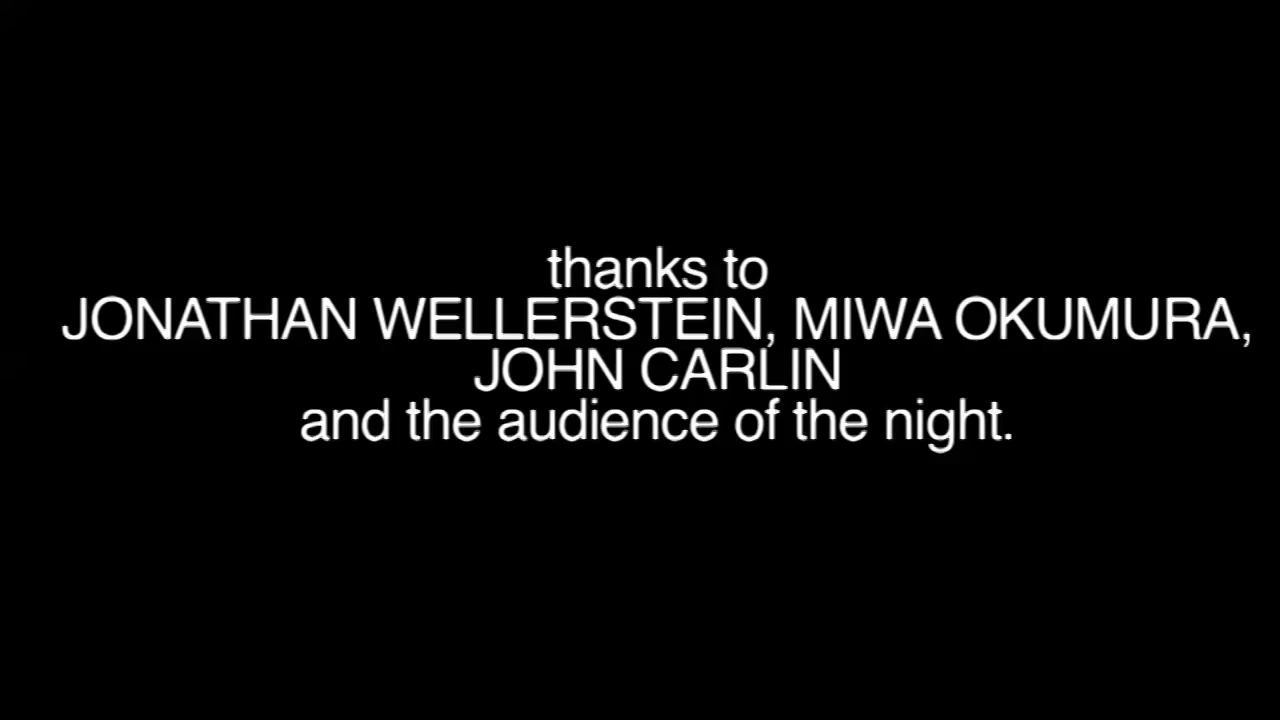 thanks to
JONATHAN WELLERSTEIN, MIWA OKUMURA,
JOHN CARLIN
and the audience of the night.